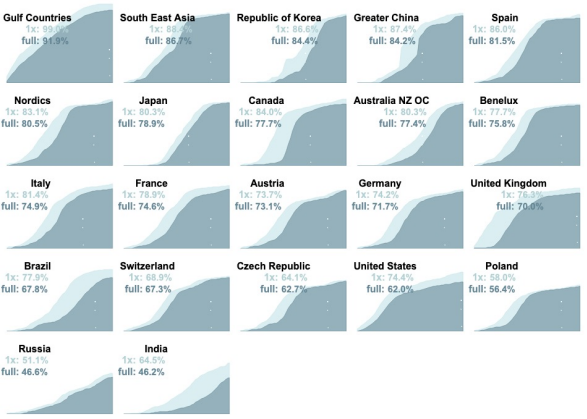 Gulf Countries
1x: 99.0%
full: 91.9%
South East Asia
1x: 88.4%
full: 86.7%
Republic of Korea
1x: 86.6%
full: 84.4%
Greater China
1x: 87.4%
full: 84.2%
Spain
1x: 86.0%
full: 81.5%
Nordics
1x: 83.1%
full: 80.5%
Japan
1x: 80.3%
full: 78.9%
Canada
1x: 84.0%
full: 77.7%
Australia NZ OC
1x: 80.3%
full: 77.4%
Benelux
1x: 77.7%
full: 75.8%
Italy
1x: 81.4%
full: 74.9%
France
1x: 78.9%
full: 74.6%
Austria
1x: 73.7%
full: 73.1%
Germany
1x: 74.2%
full: 71.7%
United Kingdom
1x: 76.3%
full: 70.0%
Brazil
1x: 77.9%
full: 67.8%
Switzerland
1x: 68.9%
full: 67.3%
Czech Republic
1x: 64.1%
full: 62.7%
United States
1x: 74.4%
full: 62.0%
Poland
1x: 58.0%
full: 56.4%
Russia
1x: 51.1%
full: 46.6%
India
1x: 64.5%
full: 46.2%